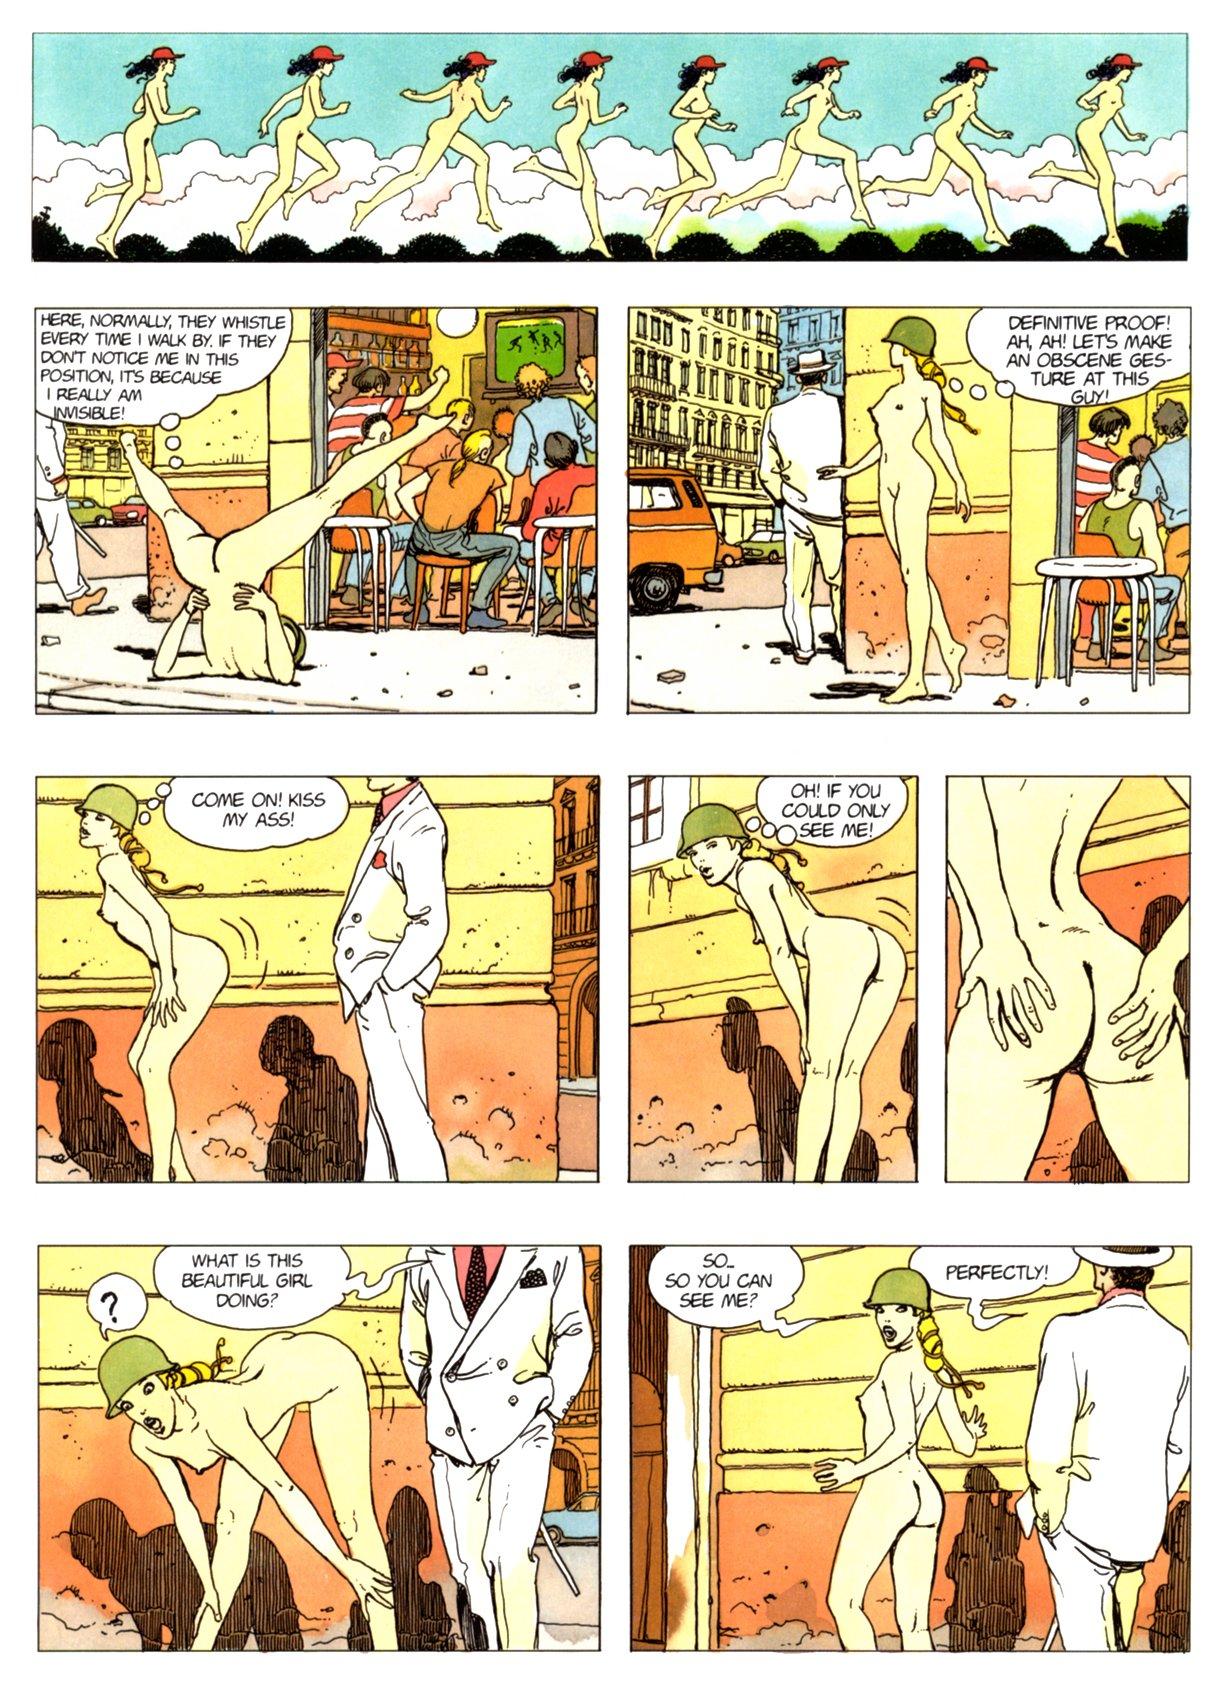 HERE, NORMALLY, THEY WHISTLE
EVERY TIME I WALK BY. IF THEY
DON'T NOTICE ME IN THIS
POSITION, IT'S BECAUSE
I REALLY AM
INVISIBLE!
DEFINITIVE PROOF!
AH, AH! LET'S MAKE
AN OBSCENE GES-
TURE AT THIS
GUY!
COME ON! KISS
MY ASS!
OH! IF YOU
COULD ONLY
SEE ME!
?
WHAT IS THIS
BEAUTIFUL GIRL
DOING?
SO...
SO YOU CAN
SEE ME?
PERFECTLY!